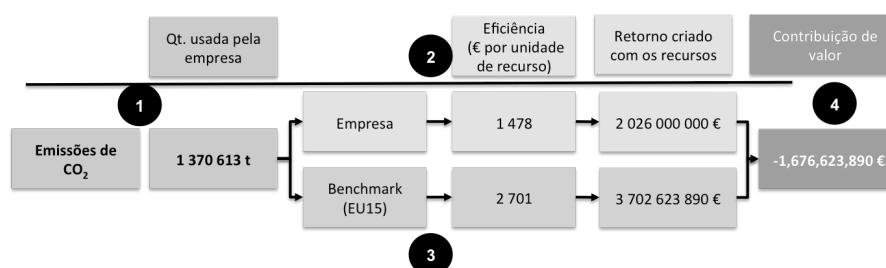 Qt. usada pela
empresa
2
Eficiência
(€ por unidade
de recurso)
Retorno criado
com os recursos
Contribuição de
valor
1
4
Emissões de
CO₂
1 370 613 t
Empresa
1 478
2 026 000 000 €
-1,676,623,890 €
Benchmark
(EU15)
2 701
3 702 623 890 €
3